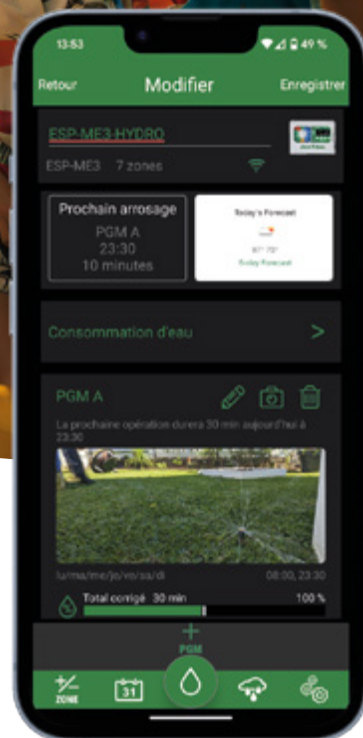 13:53 49 %
Retour Modifier Enregistrer
ESP-ME3-HYDRO
ESP-ME3 7 zones
Prochain arrosage
PGM A
23:30
10 minutes
Today's Forecast
Today Forecast
Consommation d'eau >
PGM A
La prochaine opération durera 30 min aujourd'hui à
23:30
lu/ma/me/je/ve/sa/di 08:00, 23:30
Total corrigé 30 min 100 %
+
PGM
+/-
ZONE
31